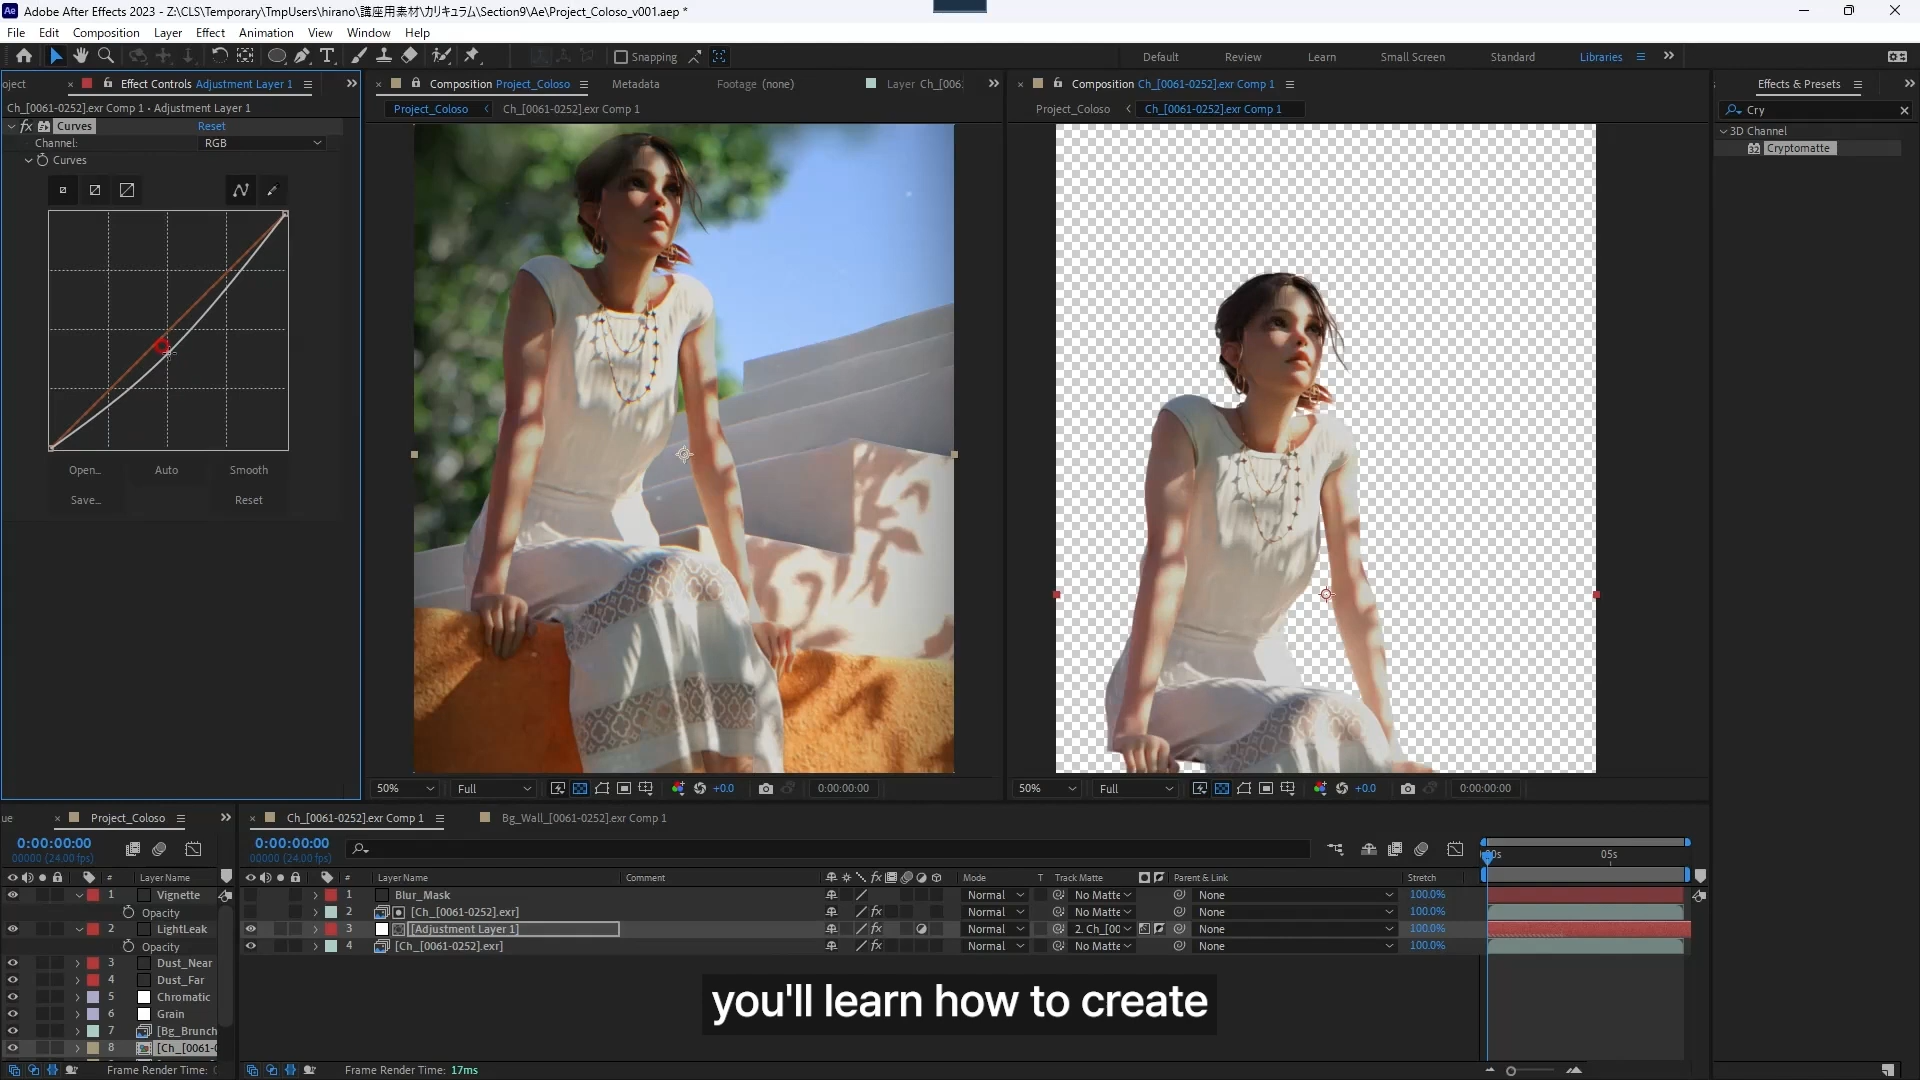 Ae Adobe After Effects 2023 - Z:\CLS\Temporary\TmpUsers\hirano\講座用素材\カリキュラム\Section9\Ae\Project_Coloso_v001.aep *
File Edit Composition Layer Effect Animation View Window Help
Snapping Default Review Learn Small Screen Standard Libraries
oject Effect Controls Adjustment Layer 1
Composition Project_Coloso Metadata Footage (none) Layer Ch_[006
Composition Ch_[0061-0252].exr Comp 1
Effects & Presets
Ch_[0061-0252].exr Comp 1 • Adjustment Layer 1
Project_Coloso Ch_[0061-0252].exr Comp 1
Project_Coloso Ch_[0061-0252].exr Comp 1
Cry
fx Curves Reset
Channel: RGB
Curves
3D Channel
32 Cryptomatte
Open... Auto Smooth
Save... Reset
50% Full +0.0 0:00:00:00
50% Full +0.0 0:00:00:00
ue Project_Coloso
Ch_[0061-0252].exr Comp 1 Bg_Wall_[0061-0252].exr Comp 1
0:00:00:00
00000 (24.00 fps)
0:00:00:00
00000 (24.00 fps)
05s
# Layer Name
# Layer Name Comment Mode T Track Matte Parent & Link Stretch
1 Vignette
Opacity
2 LightLeak
Opacity
3 Dust_Near
4 Dust_Far
5 Chromatic
6 Grain
7 [Bg_Brunch
8 [Ch_[0061-0
1 Blur_Mask Normal No Matte None 100.0%
2 [Ch_[0061-0252].exr] Normal No Matte None 100.0%
3 [Adjustment Layer 1] Normal 2. Ch_[00 None 100.0%
4 [Ch_[0061-0252].exr] Normal No Matte None 100.0%
you'll learn how to create
Frame Render Time:
Frame Render Time: 17ms